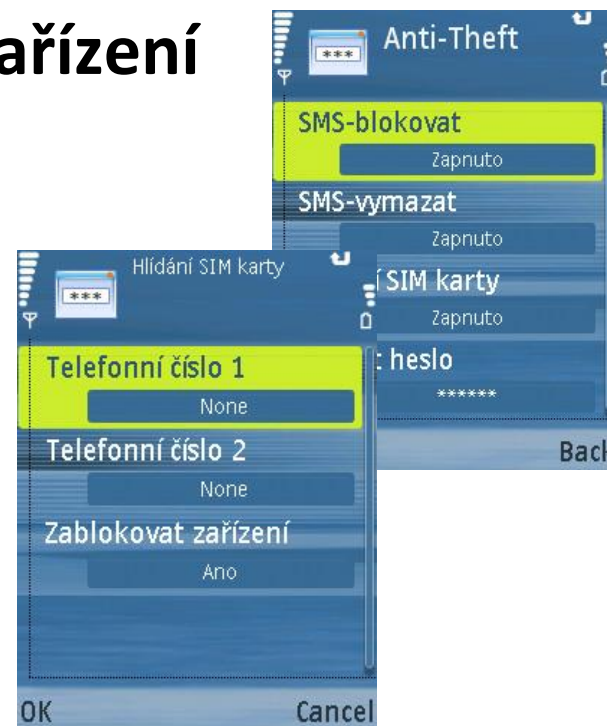 ařízení
Anti-Theft
SMS-blokovat
Zapnuto
SMS-vymazat
Zapnuto
SIM karty
Zapnuto
heslo
******
Back
Hlídání SIM karty
***
Telefonní číslo 1
None
Telefonní číslo 2
None
Zablokovat zařízení
Ano
OK
Cancel